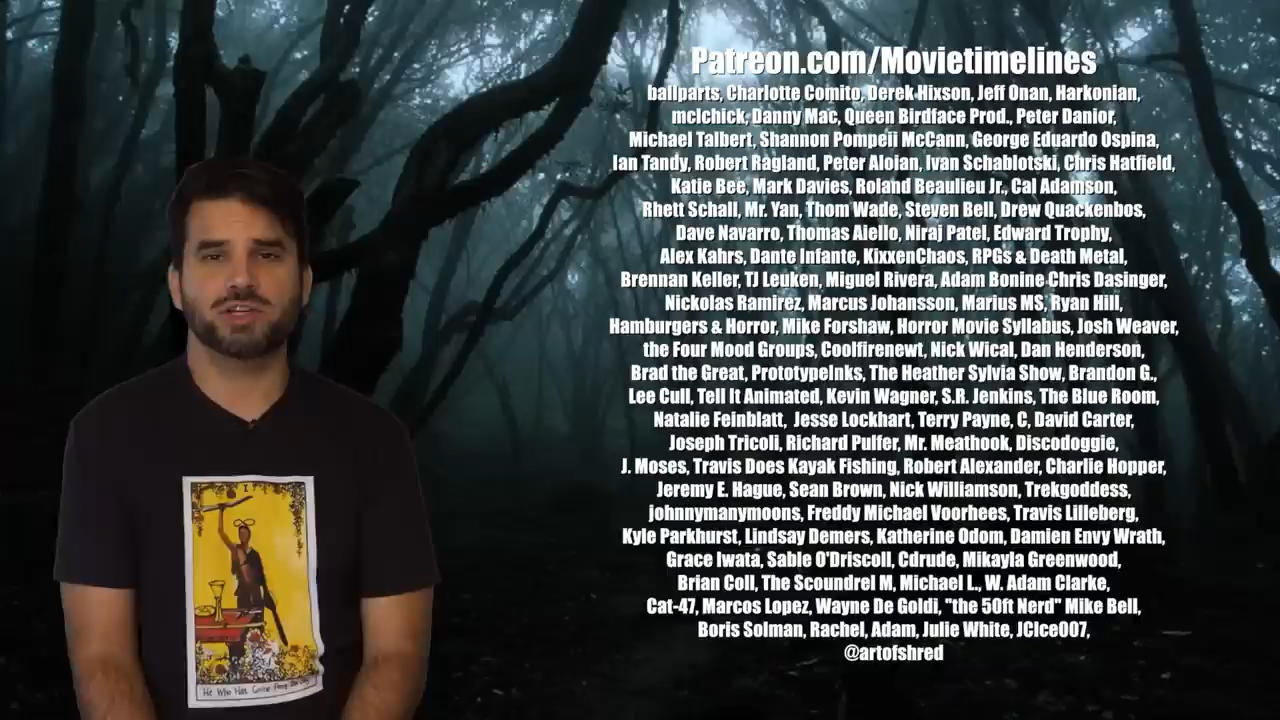 Patreon.com/Movietimelines
ballparts, Charlotte Comito, Derek Hixson, Jeff Onan, Harkonian,
mclchick, Danny Mac, Queen Birdface Prod., Peter Danior,
Michael Talbert, Shannon Pompeii McCann, George Eduardo Ospina,
Ian Tandy, Robert Ragland, Peter Aloian, Ivan Schablotski, Chris Hatfield,
Katie Bee, Mark Davies, Roland Beaulieu Jr., Cal Adamson,
Rhett Schall, Mr. Yan, Thom Wade, Steven Bell, Drew Quackenbos,
Dave Navarro, Thomas Aiello, Niraj Patel, Edward Trophy,
Alex Kahrs, Dante Infante, KixxenChaos, RPGs & Death Metal,
Brennan Keller, TJ Leuken, Miguel Rivera, Adam Bonine Chris Dasinger,
Nickolas Ramirez, Marcus Johansson, Marius MS, Ryan Hill,
Hamburgers & Horror, Mike Forshaw, Horror Movie Syllabus, Josh Weaver,
the Four Mood Groups, Coolfirenewt, Nick Wical, Dan Henderson,
Brad the Great, PrototypeInks, The Heather Sylvia Show, Brandon G.,
Lee Cull, Tell It Animated, Kevin Wagner, S.R. Jenkins, The Blue Room,
Natalie Feinblatt, Jesse Lockhart, Terry Payne, C, David Carter,
Joseph Tricoli, Richard Pulfer, Mr. Meathook, Discodoggie,
J. Moses, Travis Does Kayak Fishing, Robert Alexander, Charlie Hopper,
Jeremy E. Hague, Sean Brown, Nick Williamson, Trekgoddess,
johnnymanymoons, Freddy Michael Voorhees, Travis Lilleberg,
Kyle Parkhurst, Lindsay Demers, Katherine Odom, Damien Envy Wrath,
Grace Iwata, Sable O'Driscoll, Cdrude, Mikayla Greenwood,
Brian Coll, The Scoundrel M, Michael L., W. Adam Clarke,
Cat-47, Marcos Lopez, Wayne De Goldi, "the 50ft Nerd" Mike Bell,
Boris Solman, Rachel, Adam, Julie White, JCIce007,
@artofshred
I
He Who Has Gone